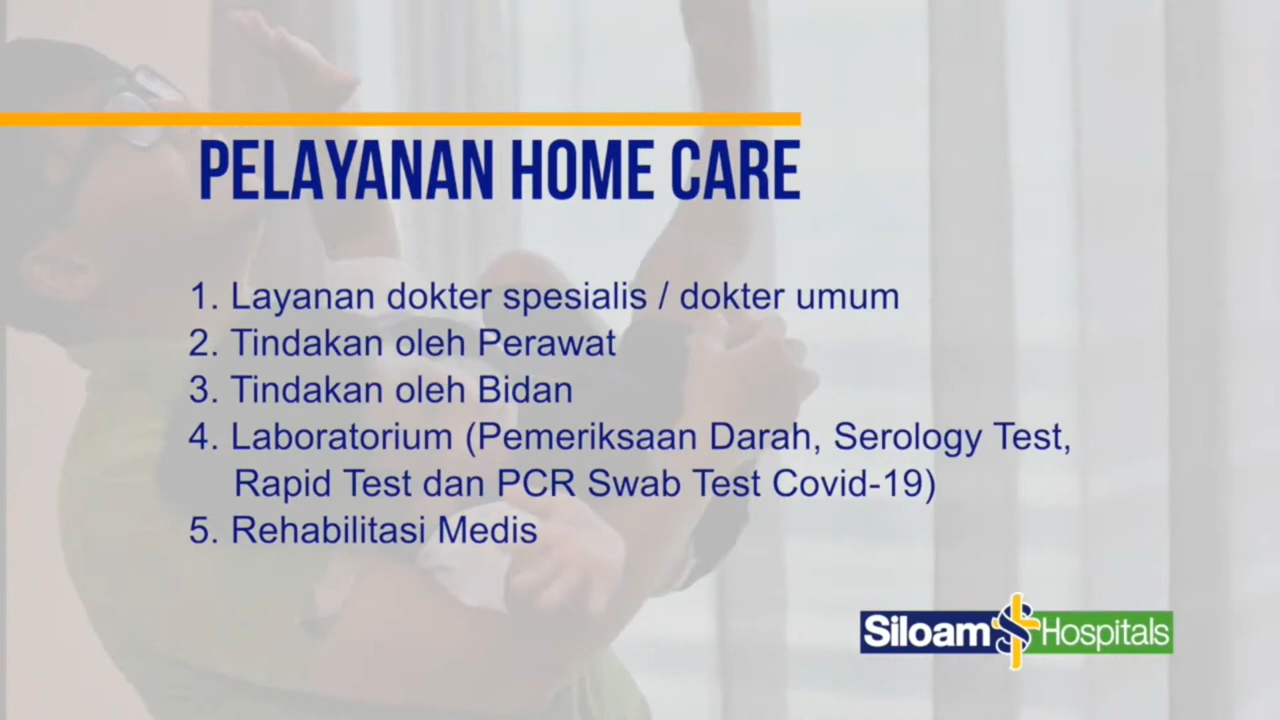 PELAYANAN HOME CARE
1. Layanan dokter spesialis / dokter umum
2. Tindakan oleh Perawat
3. Tindakan oleh Bidan
4. Laboratorium (Pemeriksaan Darah, Serology Test,
Rapid Test dan PCR Swab Test Covid-19)
5. Rehabilitasi Medis
Siloam Hospitals